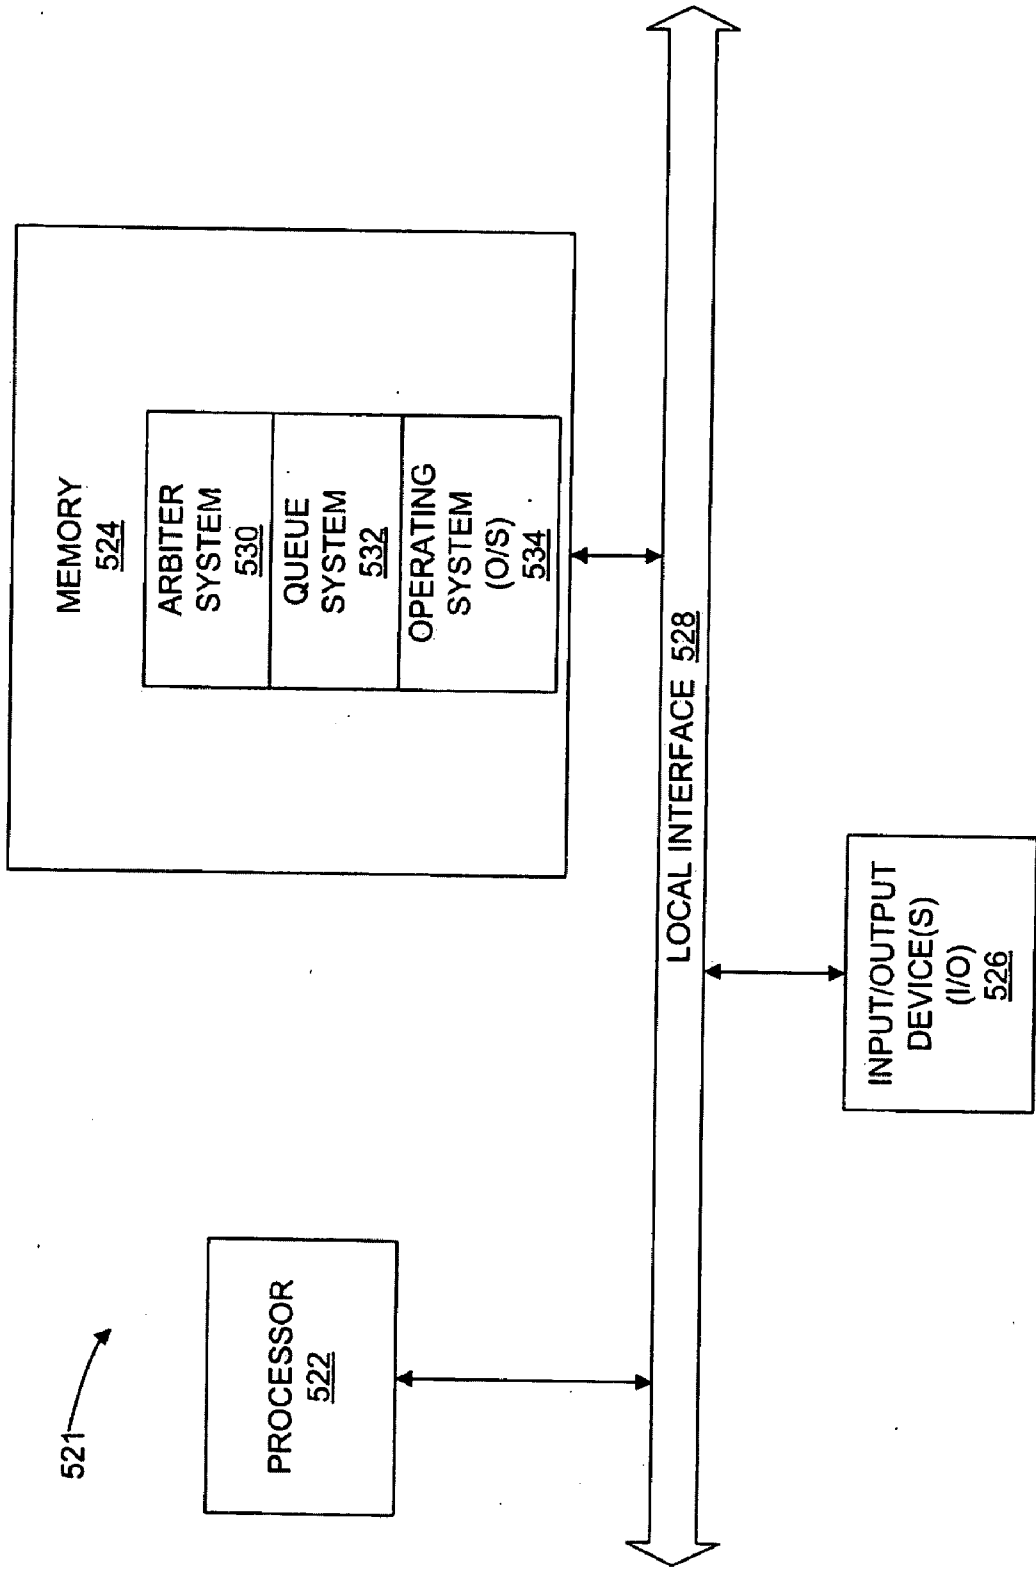 521
PROCESSOR
522
MEMORY
524
ARBITER
SYSTEM
530
QUEUE
SYSTEM
532
OPERATING
SYSTEM
(O/S)
534
LOCAL INTERFACE 528
INPUT/OUTPUT
DEVICE(S)
(I/O)
526